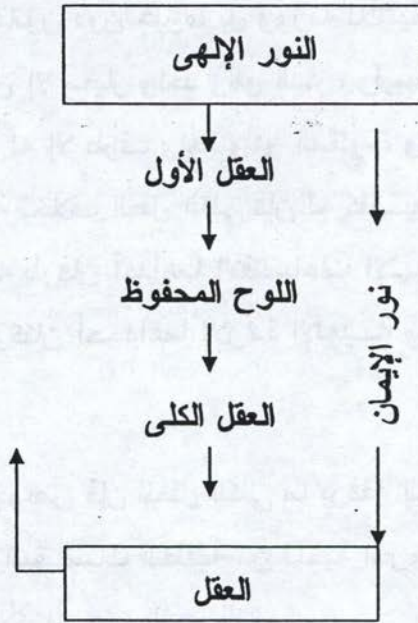 النور الإلهى
العقل الأول
اللوح المحفوظ
نور الإيمان
العقل الكلى
العقل